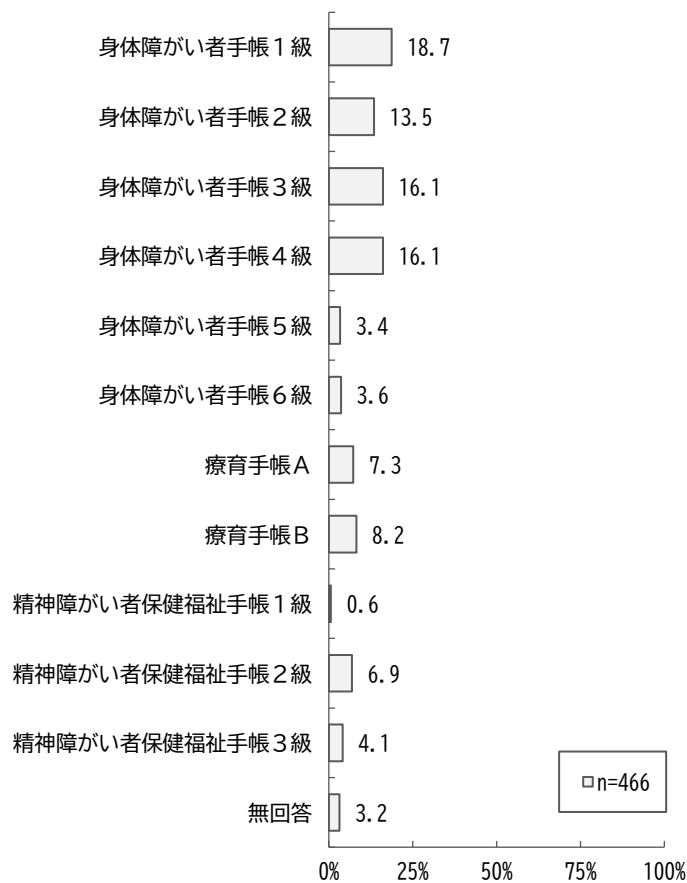 身体障がい者手帳１級 18.7
身体障がい者手帳２級 13.5
身体障がい者手帳３級 16.1
身体障がい者手帳４級 16.1
身体障がい者手帳５級 3.4
身体障がい者手帳６級 3.6
療育手帳Ａ 7.3
療育手帳Ｂ 8.2
精神障がい者保健福祉手帳１級 0.6
精神障がい者保健福祉手帳２級 6.9
精神障がい者保健福祉手帳３級 4.1
無回答 3.2
n=466
0% 25% 50% 75% 100%